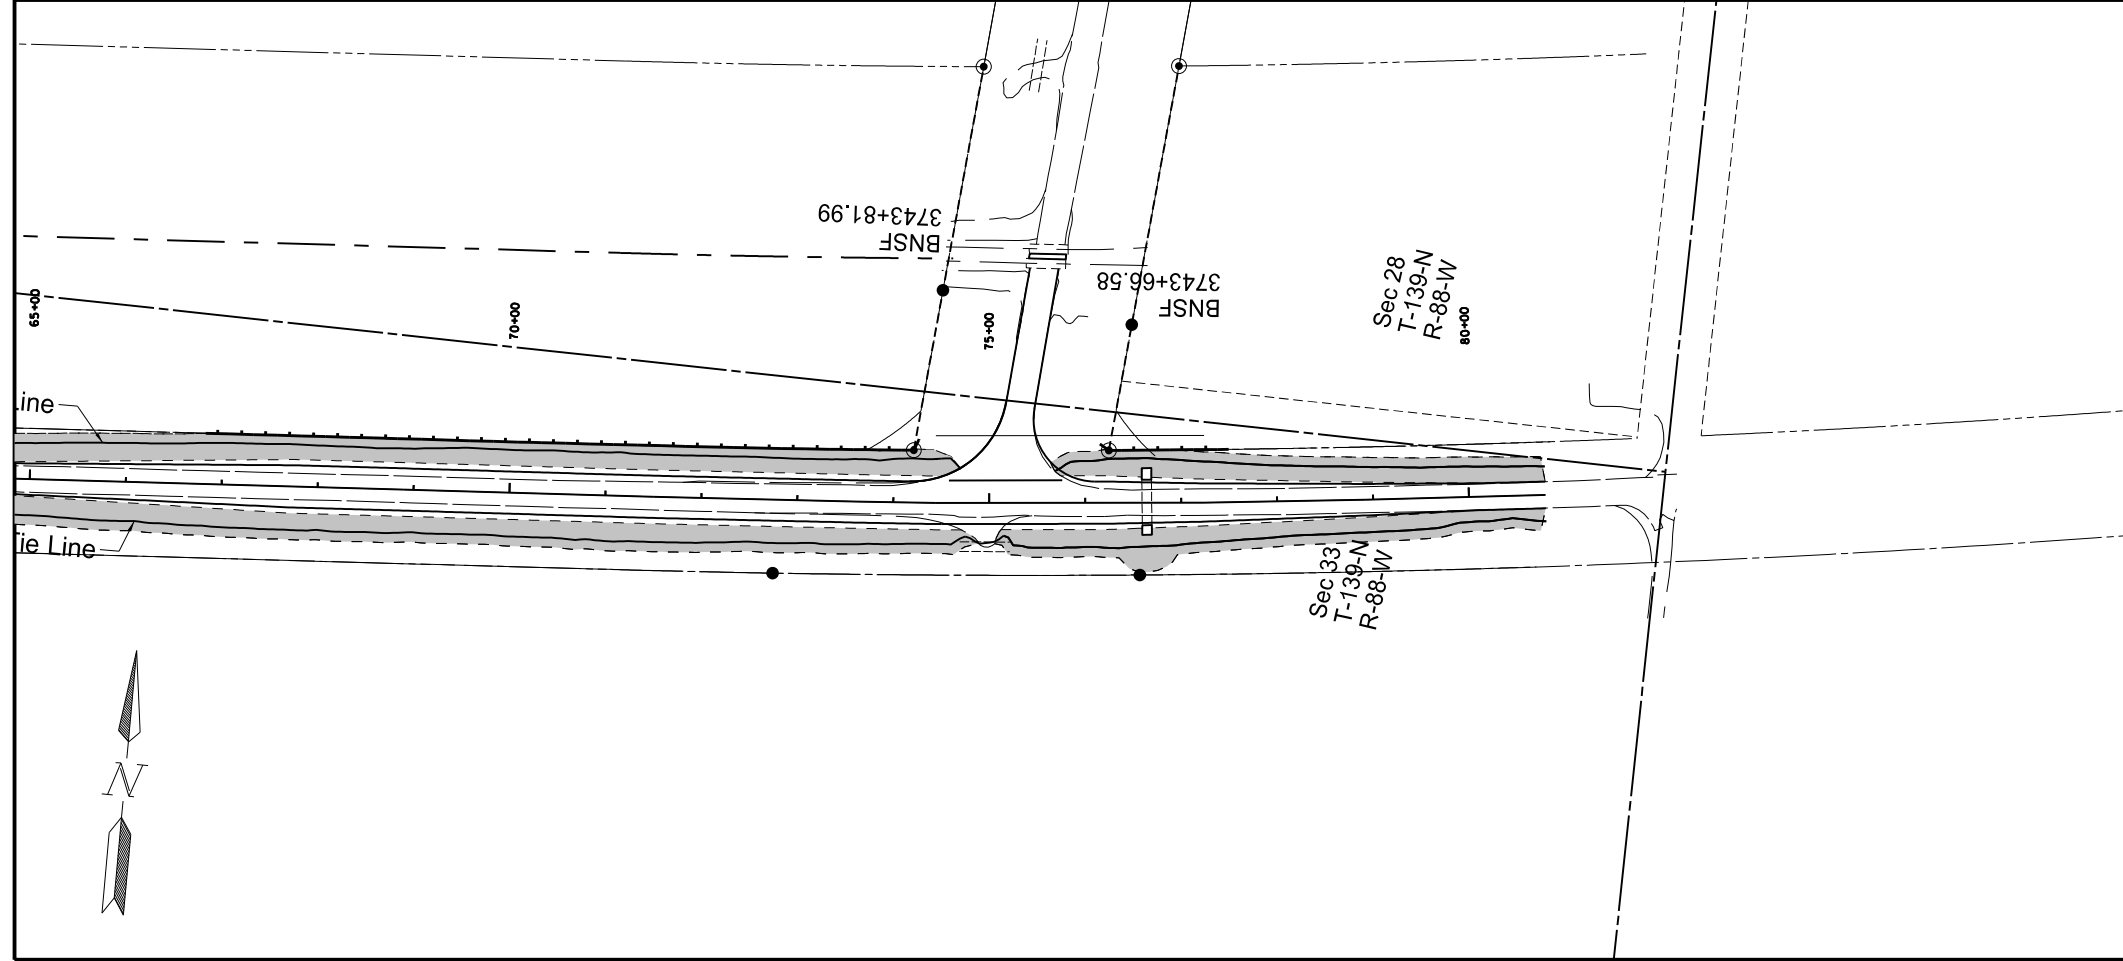 3743+81.99
BNSF
3743+66.58
BNSF
Sec 28
T-139-N
R-88-W
65+00
70+00
75+00
80+00
Line
Tie Line
Sec 33
T-139-N
R-88-W
N